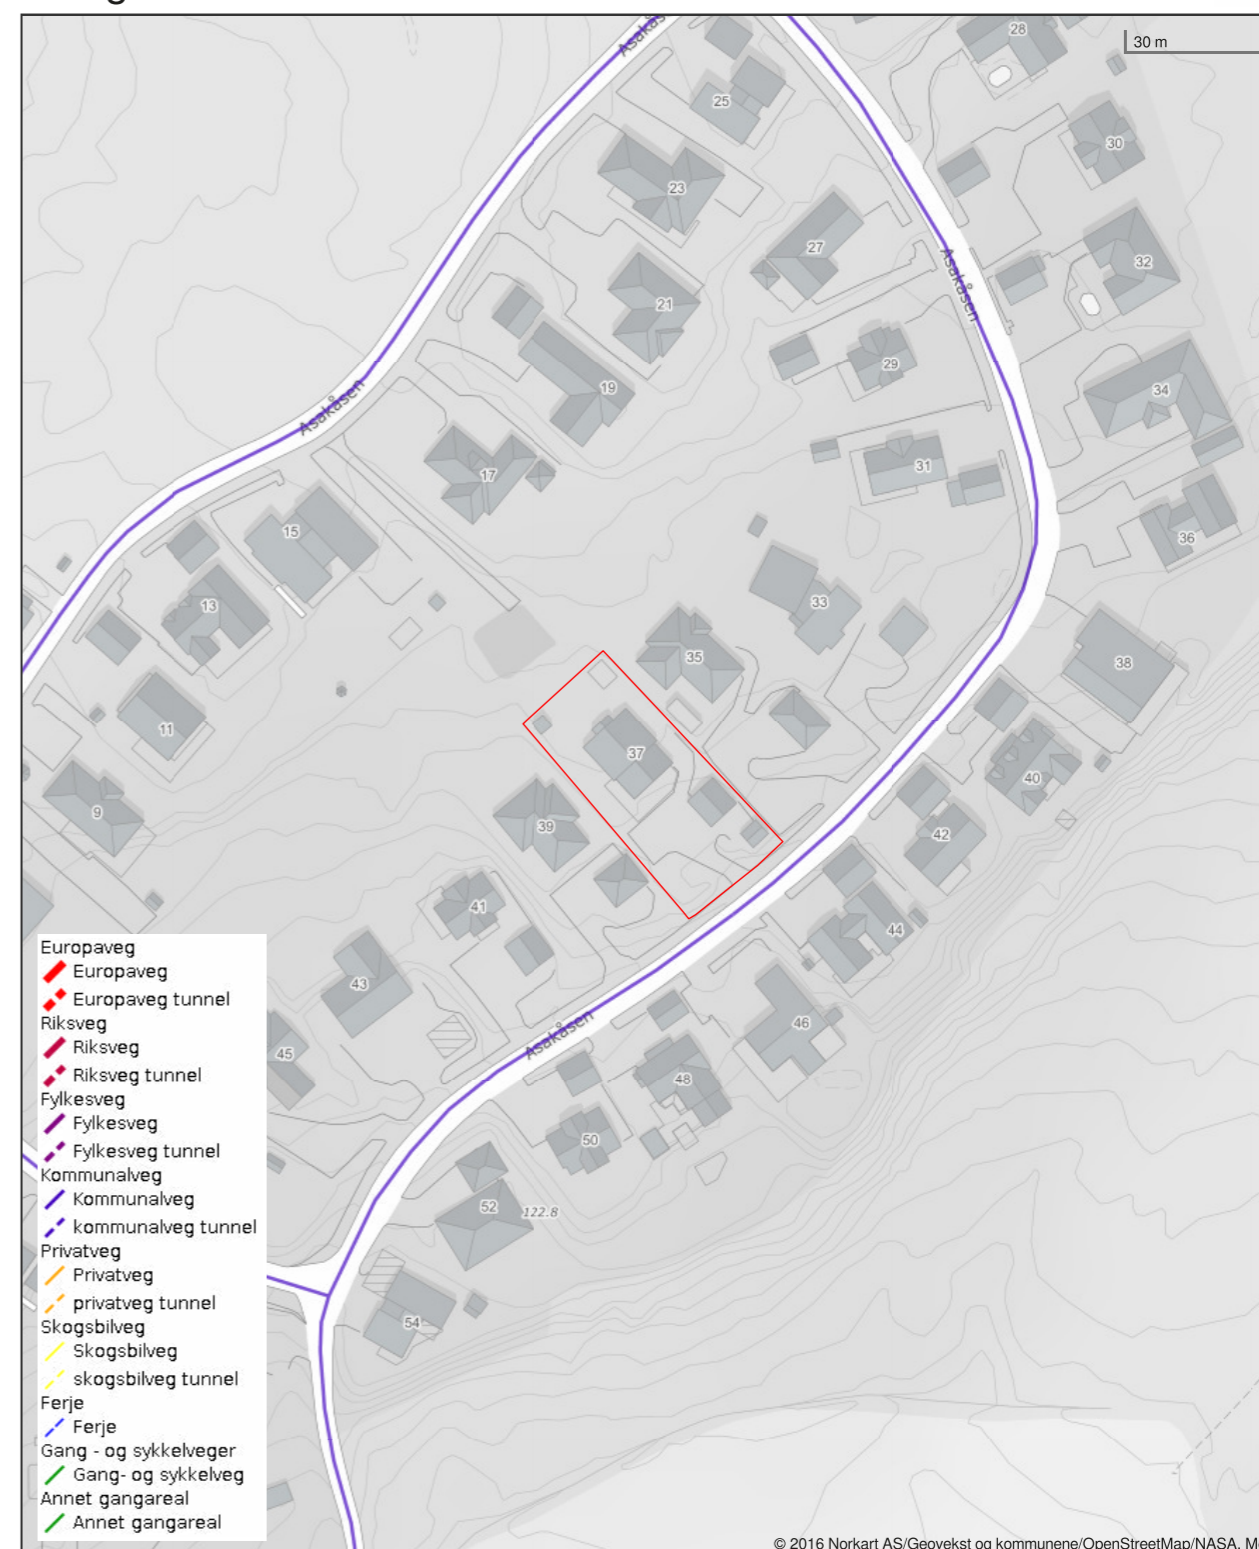 Asakås
28
30 m
25
30
23
27
32
Asakåsen
21
29
19
34
Asakåsen
31
17
36
15
33
13
35
38
11
37
40
9
39
42
41
44
43
46
45
Asakåsen
48
50
52
122.8
54
Europaveg
Europaveg
Europaveg tunnel
Riksveg
Riksveg
Riksveg tunnel
Fylkesveg
Fylkesveg
Fylkesveg tunnel
Kommunalveg
Kommunalveg
kommunalveg tunnel
Privatveg
Privatveg
privatveg tunnel
Skogsbilveg
Skogsbilveg
skogsbilveg tunnel
Ferje
Ferje
Gang - og sykkelveger
Gang- og sykkelveg
Annet gangareal
Annet gangareal
© 2016 Norkart AS/Geovekst og kommunene/OpenStreetMap/NASA, M